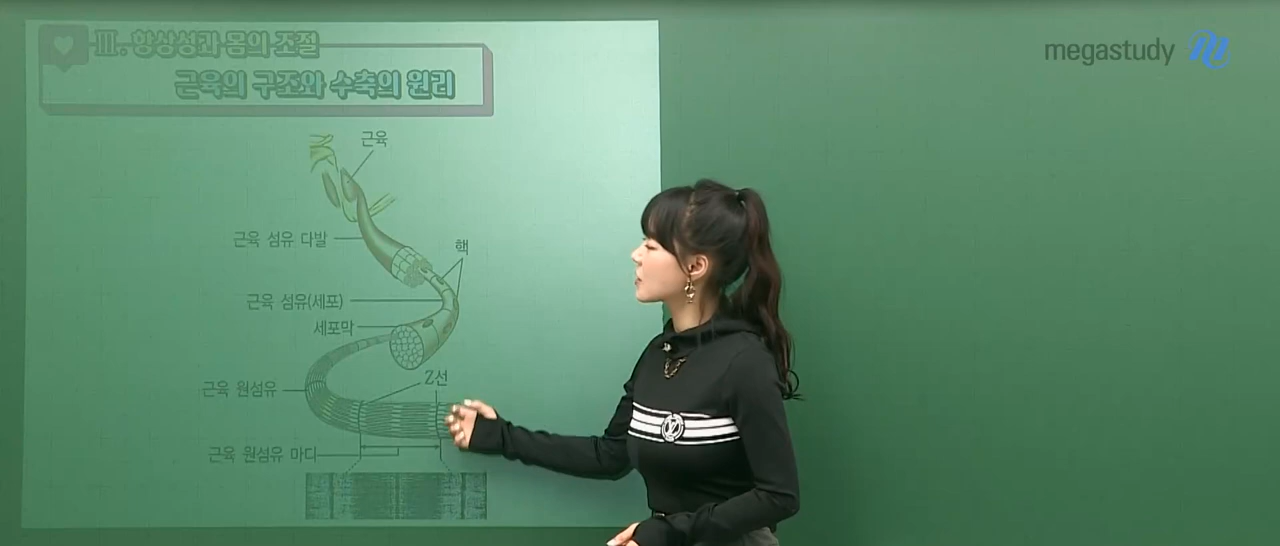 megastudy
Ⅲ. 항상성과 몸의 조절
근육의 구조와 수축의 원리
근육
근육 섬유 다발
핵
근육 섬유(세포)
세포막
Z선
근육 원섬유
근육 원섬유 마디